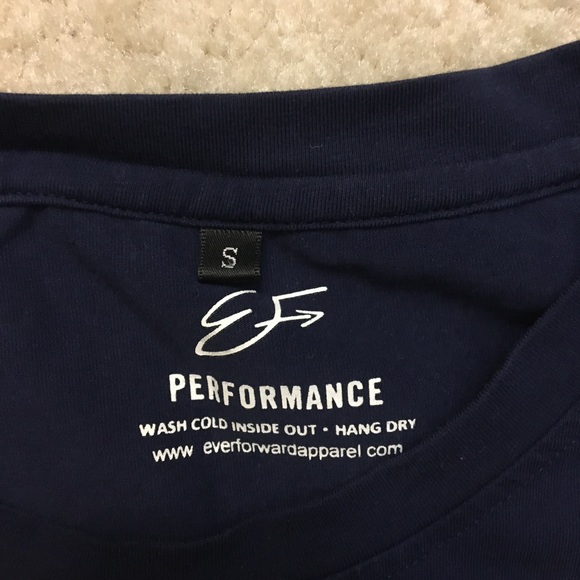 S
EF
PERFORMANCE
WASH COLD INSIDE OUT • HANG DRY
www everforwardapparel com